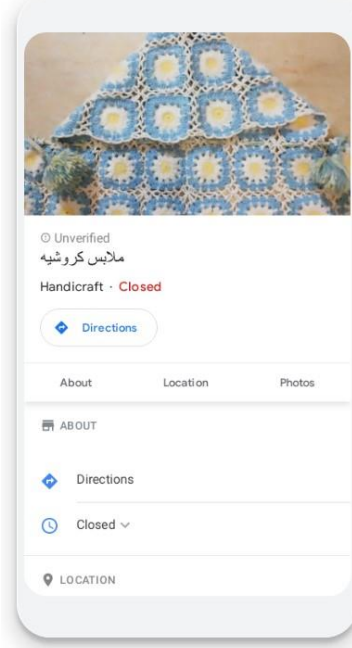 Unverified
ملابس كروشيه
Handicraft · Closed
Directions
About Location Photos
ABOUT
Directions
Closed
LOCATION